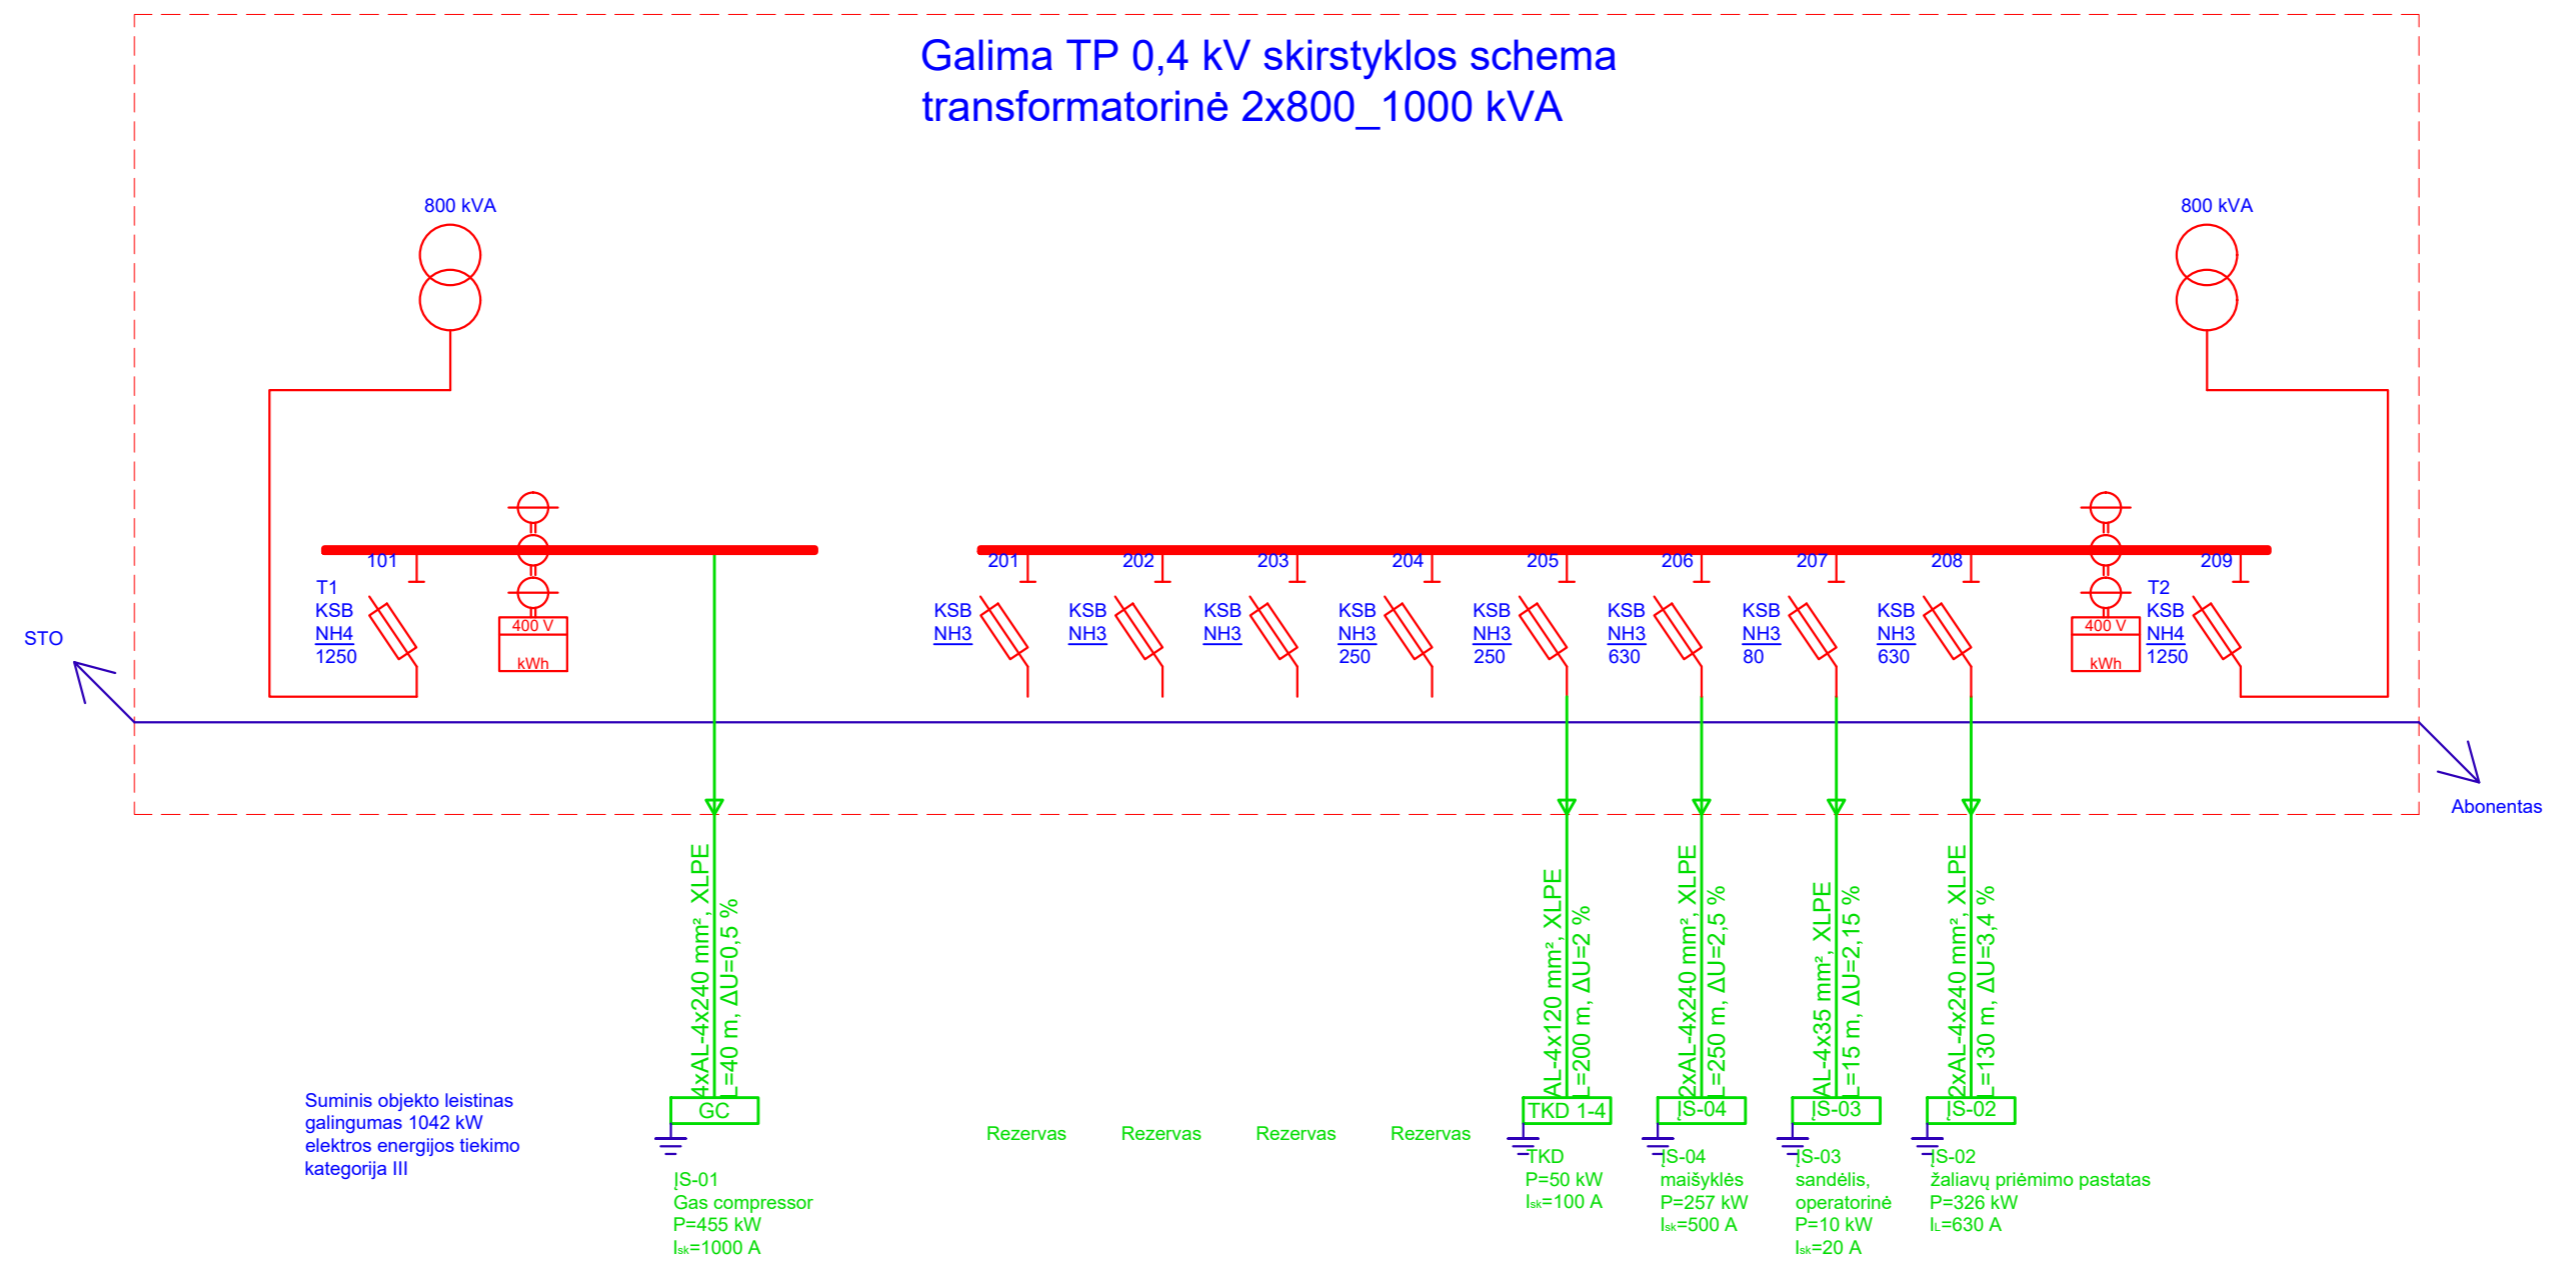 Galima TP 0,4 kV skirstyklos schema
transformatorinė 2x800_1000 kVA
800 kVA
800 kVA
101
T1
KSB
NH4
1250
400 V
kWh
201
KSB
NH3
202
KSB
NH3
203
KSB
NH3
204
KSB
NH3
250
205
KSB
NH3
250
206
KSB
NH3
630
207
KSB
NH3
80
208
KSB
NH3
630
400 V
kWh
209
T2
KSB
NH4
1250
STO
Abonentas
4xAL-4x240 mm², XLPE
L=40 m, ΔU=0,5 %
AL-4x120 mm², XLPE
L=200 m, ΔU=2 %
2xAL-4x240 mm², XLPE
L=250 m, ΔU=2,5 %
AL-4x35 mm², XLPE
L=15 m, ΔU=2,15 %
2xAL-4x240 mm², XLPE
L=130 m, ΔU=3,4 %
Suminis objekto leistinas
galingumas 1042 kW
elektros energijos tiekimo
kategorija III
GC
ĮS-01
Gas compressor
P=455 kW
Isk=1000 A
Rezervas
Rezervas
Rezervas
Rezervas
TKD 1-4
TKD
P=50 kW
Isk=100 A
ĮS-04
ĮS-04
maišyklės
P=257 kW
Isk=500 A
ĮS-03
ĮS-03
sandėlis,
operatorinė
P=10 kW
Isk=20 A
ĮS-02
ĮS-02
žaliavų priėmimo pastatas
P=326 kW
IL=630 A